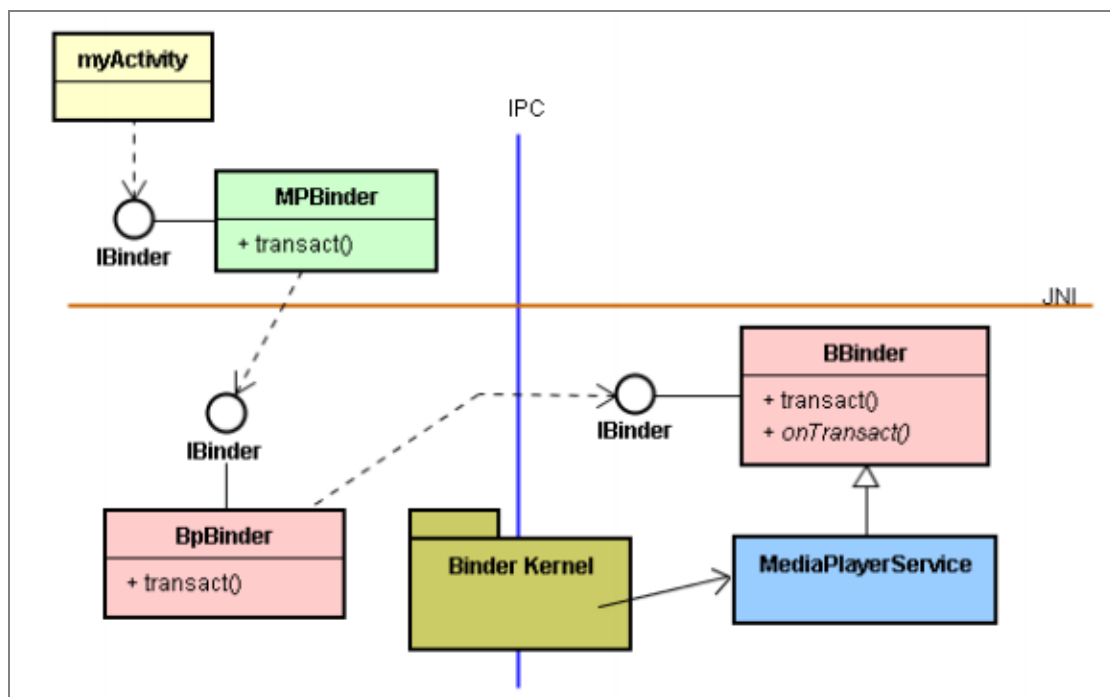 myActivity
IPC
MPBinder
+ transact()
IBinder
JNI
BBinder
+ transact()
+ onTransact()
IBinder
IBinder
BpBinder
+ transact()
Binder Kernel
MediaPlayerService